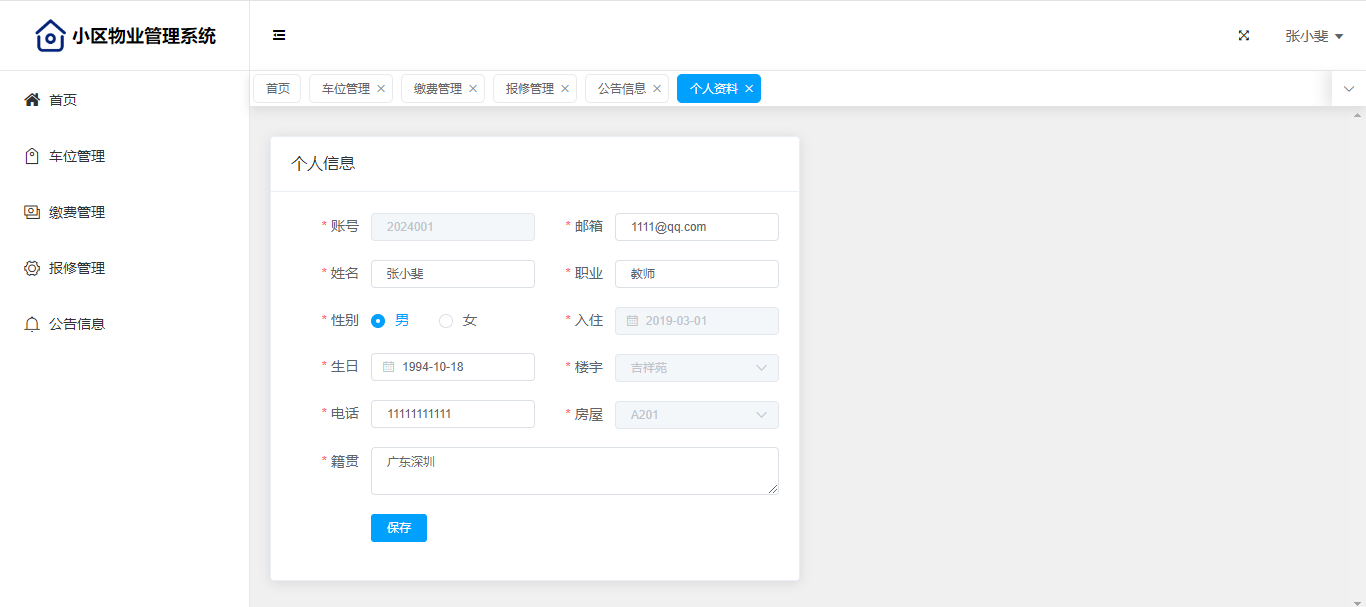 小区物业管理系统
张小斐
首页 车位管理 缴费管理 报修管理 公告信息 个人资料
首页
车位管理
缴费管理
报修管理
公告信息
个人信息
* 账号 2024001 * 邮箱 1111@qq.com
* 姓名 张小斐 * 职业 教师
* 性别 男 女 * 入住 2019-03-01
* 生日 1994-10-18 * 楼宇 吉祥苑
* 电话 11111111111 * 房屋 A201
* 籍贯 广东深圳
保存